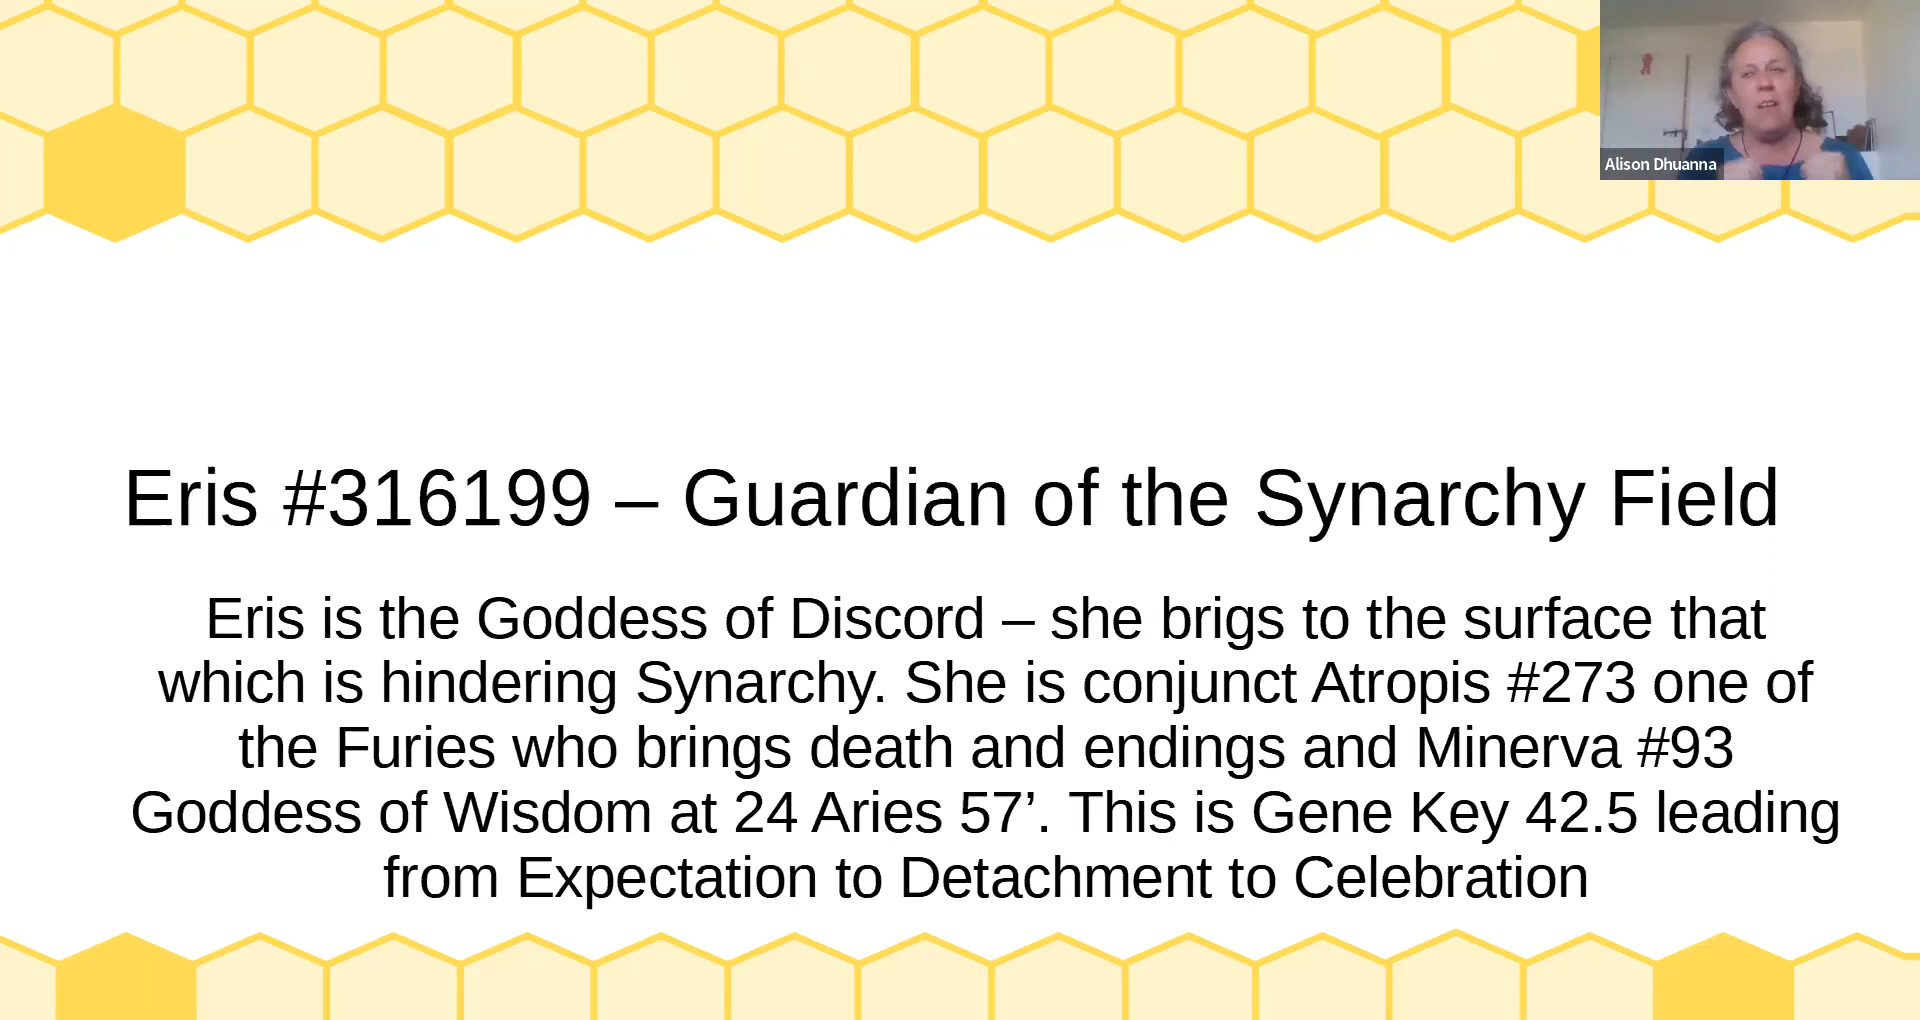 Alison Dhuanna
Eris #316199 – Guardian of the Synarchy Field
Eris is the Goddess of Discord – she brigs to the surface that
which is hindering Synarchy. She is conjunct Atropis #273 one of
the Furies who brings death and endings and Minerva #93
Goddess of Wisdom at 24 Aries 57’. This is Gene Key 42.5 leading
from Expectation to Detachment to Celebration